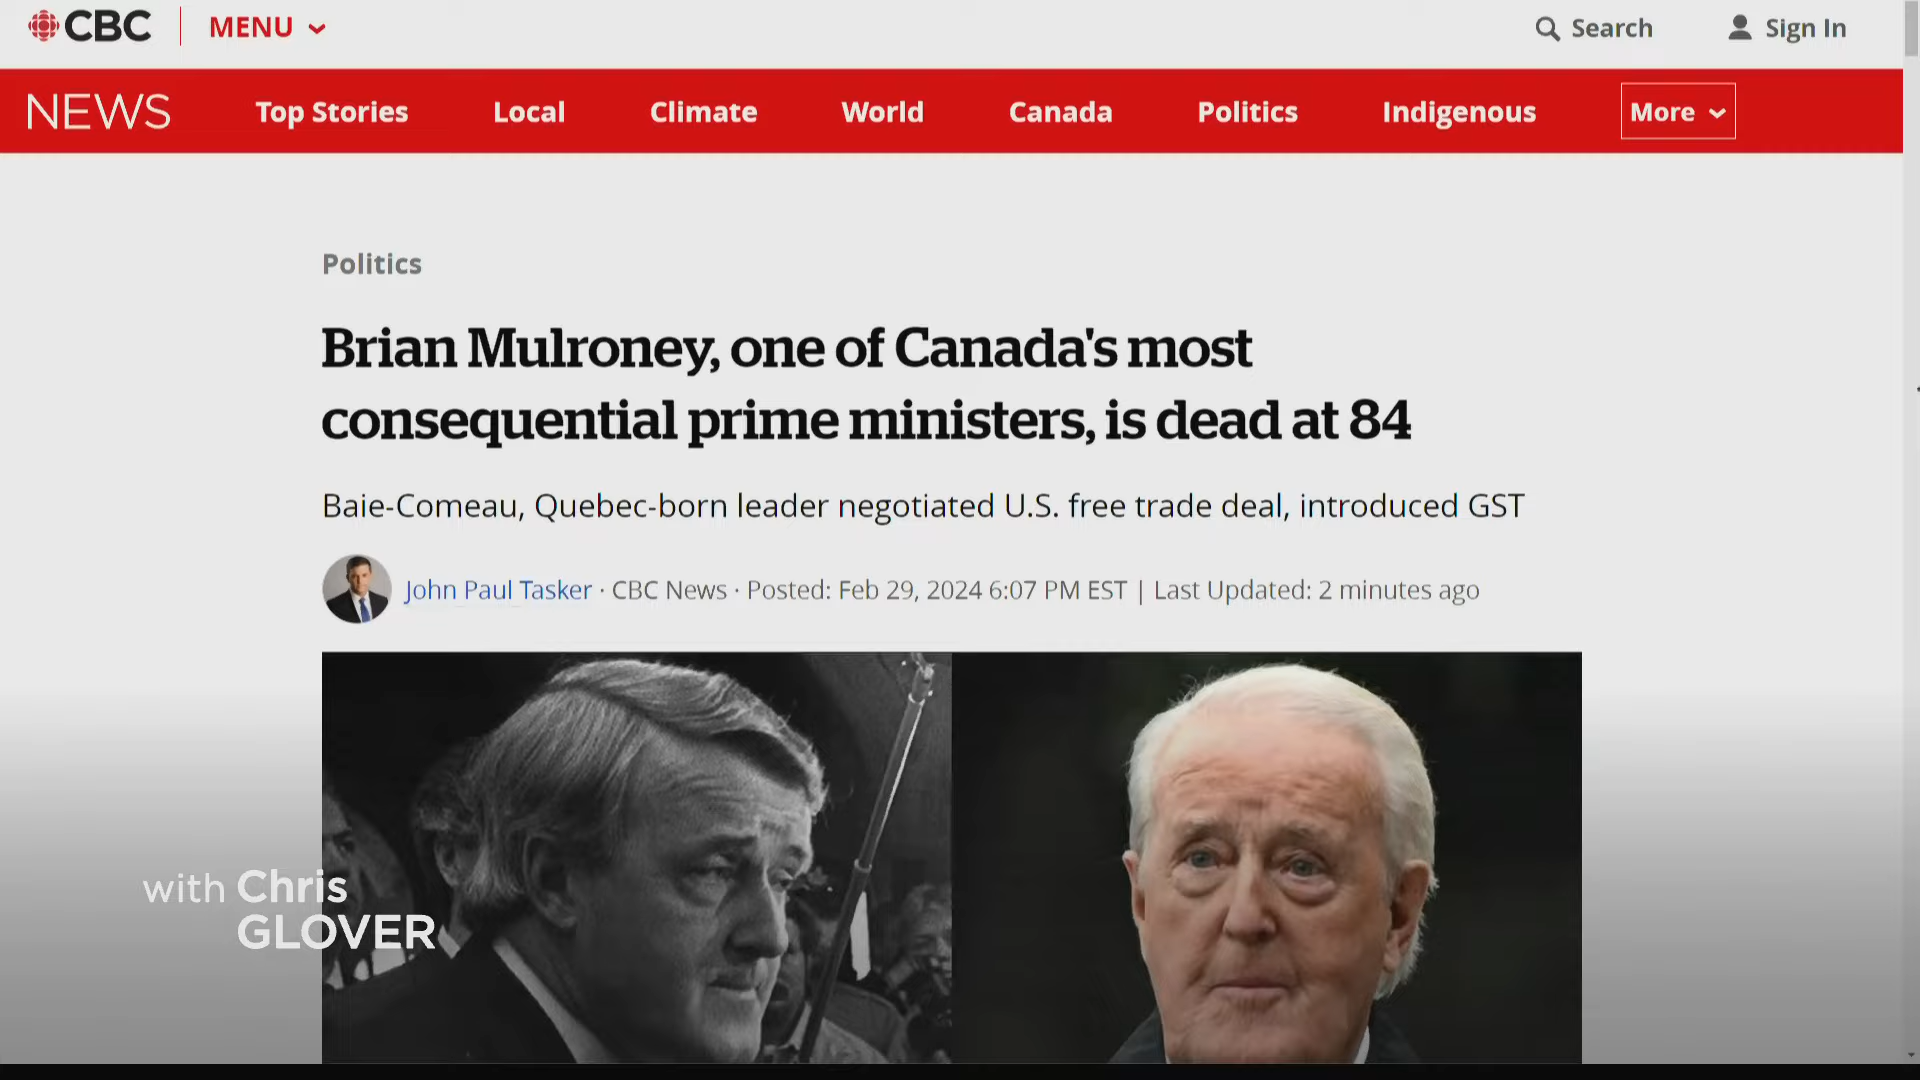 CBC MENU Search Sign In
NEWS Top Stories Local Climate World Canada Politics Indigenous More
Politics
Brian Mulroney, one of Canada's most
consequential prime ministers, is dead at 84
Baie-Comeau, Quebec-born leader negotiated U.S. free trade deal, introduced GST
John Paul Tasker · CBC News · Posted: Feb 29, 2024 6:07 PM EST | Last Updated: 2 minutes ago
with Chris
GLOVER